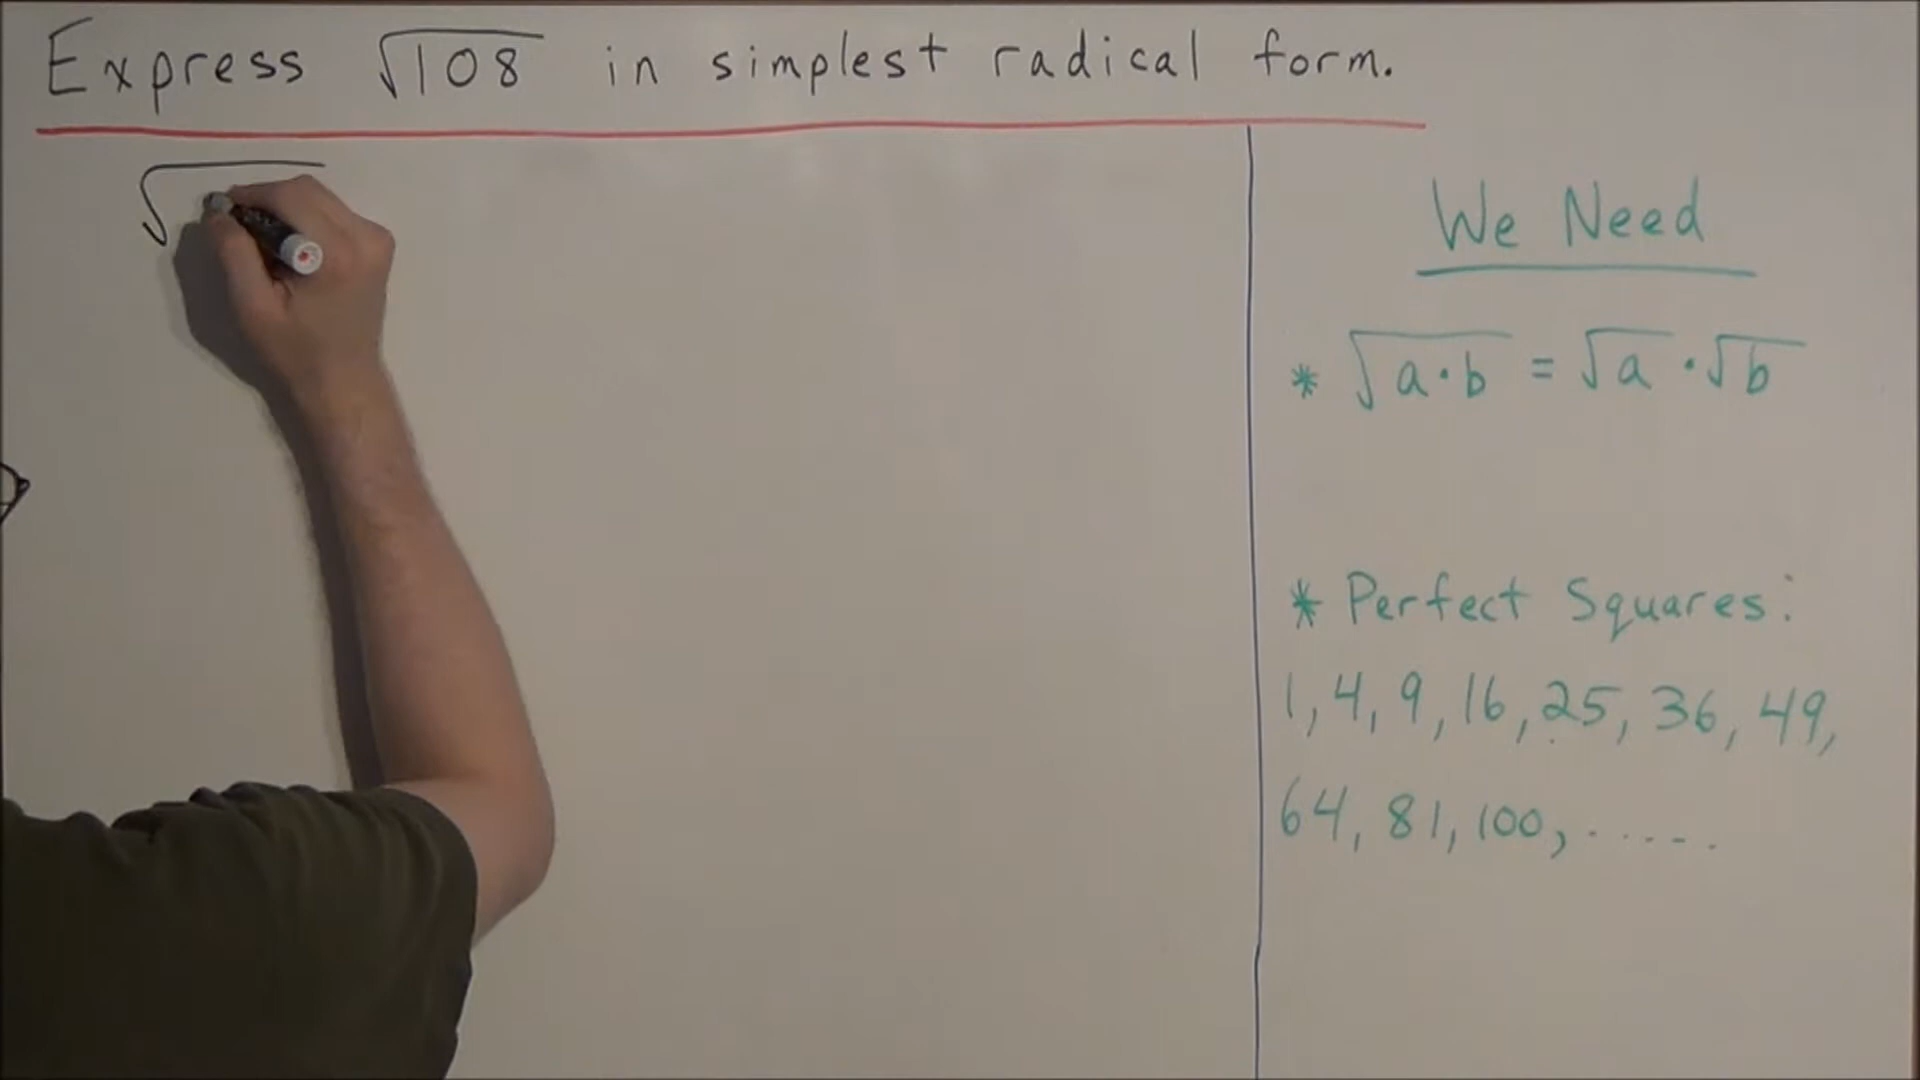 Express √108 in simplest radical form.
√
We Need
* √a·b = √a · √b
* Perfect Squares:
1, 4, 9, 16, 25, 36, 49,
64, 81, 100, .....